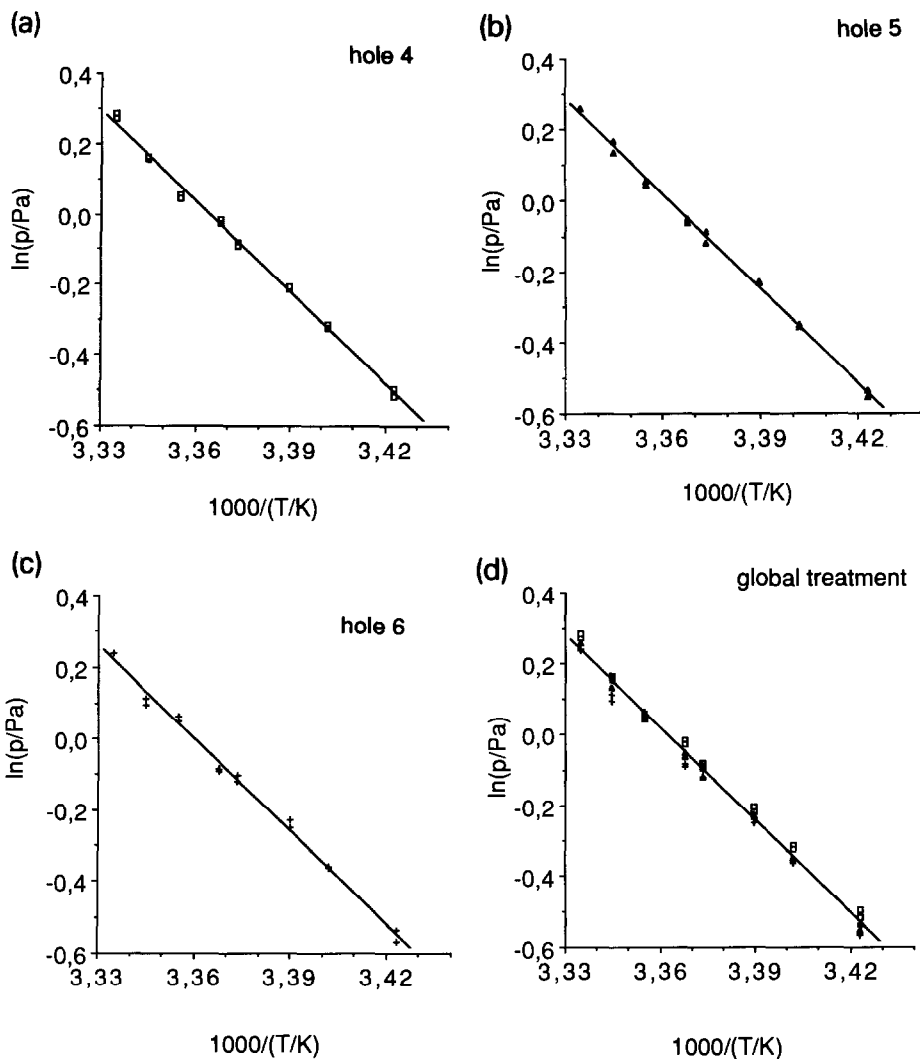 (a)
hole 4
0,4
0,2
0,0
-0,2
-0,4
-0,6
ln(p/Pa)
3,33 3,36 3,39 3,42
1000/(T/K)
(b)
hole 5
0,4
0,2
0,0
-0,2
-0,4
-0,6
ln(p/Pa)
3,33 3,36 3,39 3,42
1000/(T/K)
(c)
hole 6
0,4
0,2
0,0
-0,2
-0,4
-0,6
ln(p/Pa)
3,33 3,36 3,39 3,42
1000/(T/K)
(d)
global treatment
0,4
0,2
0,0
-0,2
-0,4
-0,6
ln(p/Pa)
3,33 3,36 3,39 3,42
1000/(T/K)